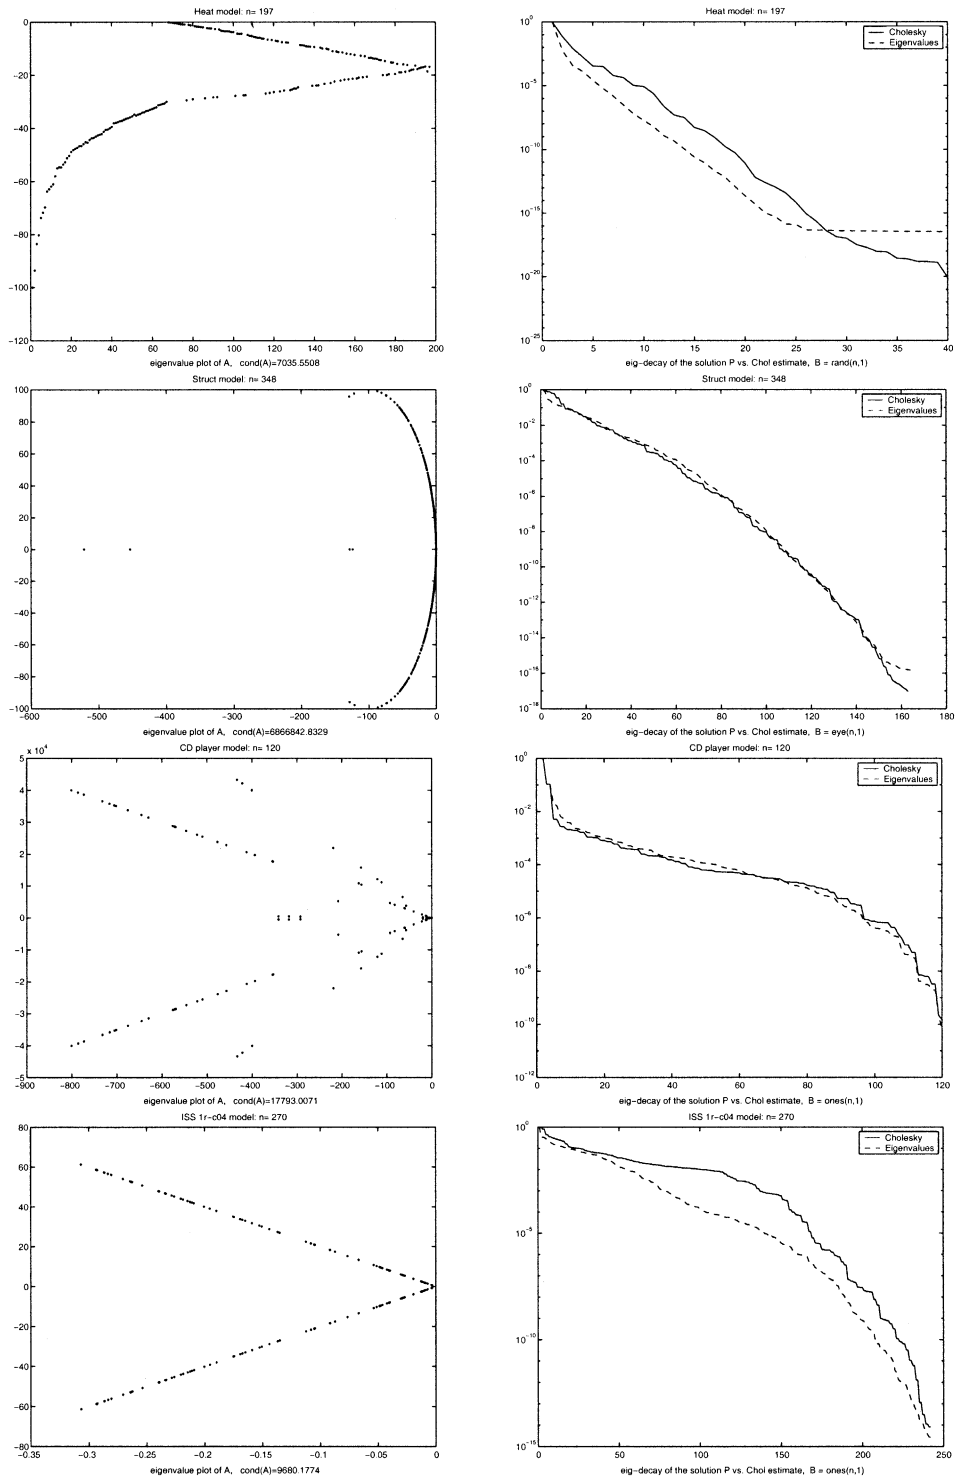 Heat model: n= 197
0
−20
−40
−60
−80
−100
−120
0 20 40 60 80 100 120 140 160 180 200
eigenvalue plot of A, cond(A)=7035.5508
Heat model: n= 197
Cholesky
Eigenvalues
10^0
10^−5
10^−10
10^−15
10^−20
10^−25
0 5 10 15 20 25 30 35 40
eig−decay of the solution P vs. Chol estimate, B = rand(n,1)
Struct model: n= 348
100
80
60
40
20
0
−20
−40
−60
−80
−100
−600 −500 −400 −300 −200 −100 0
eigenvalue plot of A, cond(A)=6866842.8329
Struct model: n= 348
Cholesky
Eigenvalues
10^0
10^−2
10^−4
10^−6
10^−8
10^−10
10^−12
10^−14
10^−16
10^−18
0 20 40 60 80 100 120 140 160 180
eig−decay of the solution P vs. Chol estimate, B = eye(n,1)
x 10^4
CD player model: n= 120
5
4
3
2
1
0
−1
−2
−3
−4
−5
−900 −800 −700 −600 −500 −400 −300 −200 −100 0
eigenvalue plot of A, cond(A)=17793.0071
CD player model: n= 120
Cholesky
Eigenvalues
10^0
10^−2
10^−4
10^−6
10^−8
10^−10
10^−12
0 20 40 60 80 100 120
eig−decay of the solution P vs. Chol estimate, B = ones(n,1)
ISS 1r−c04 model: n= 270
80
60
40
20
0
−20
−40
−60
−80
−0.35 −0.3 −0.25 −0.2 −0.15 −0.1 −0.05 0
eigenvalue plot of A, cond(A)=9680.1774
ISS 1r−c04 model: n= 270
Cholesky
Eigenvalues
10^0
10^−5
10^−10
10^−15
0 50 100 150 200 250
eig−decay of the solution P vs. Chol estimate, B = ones(n,1)